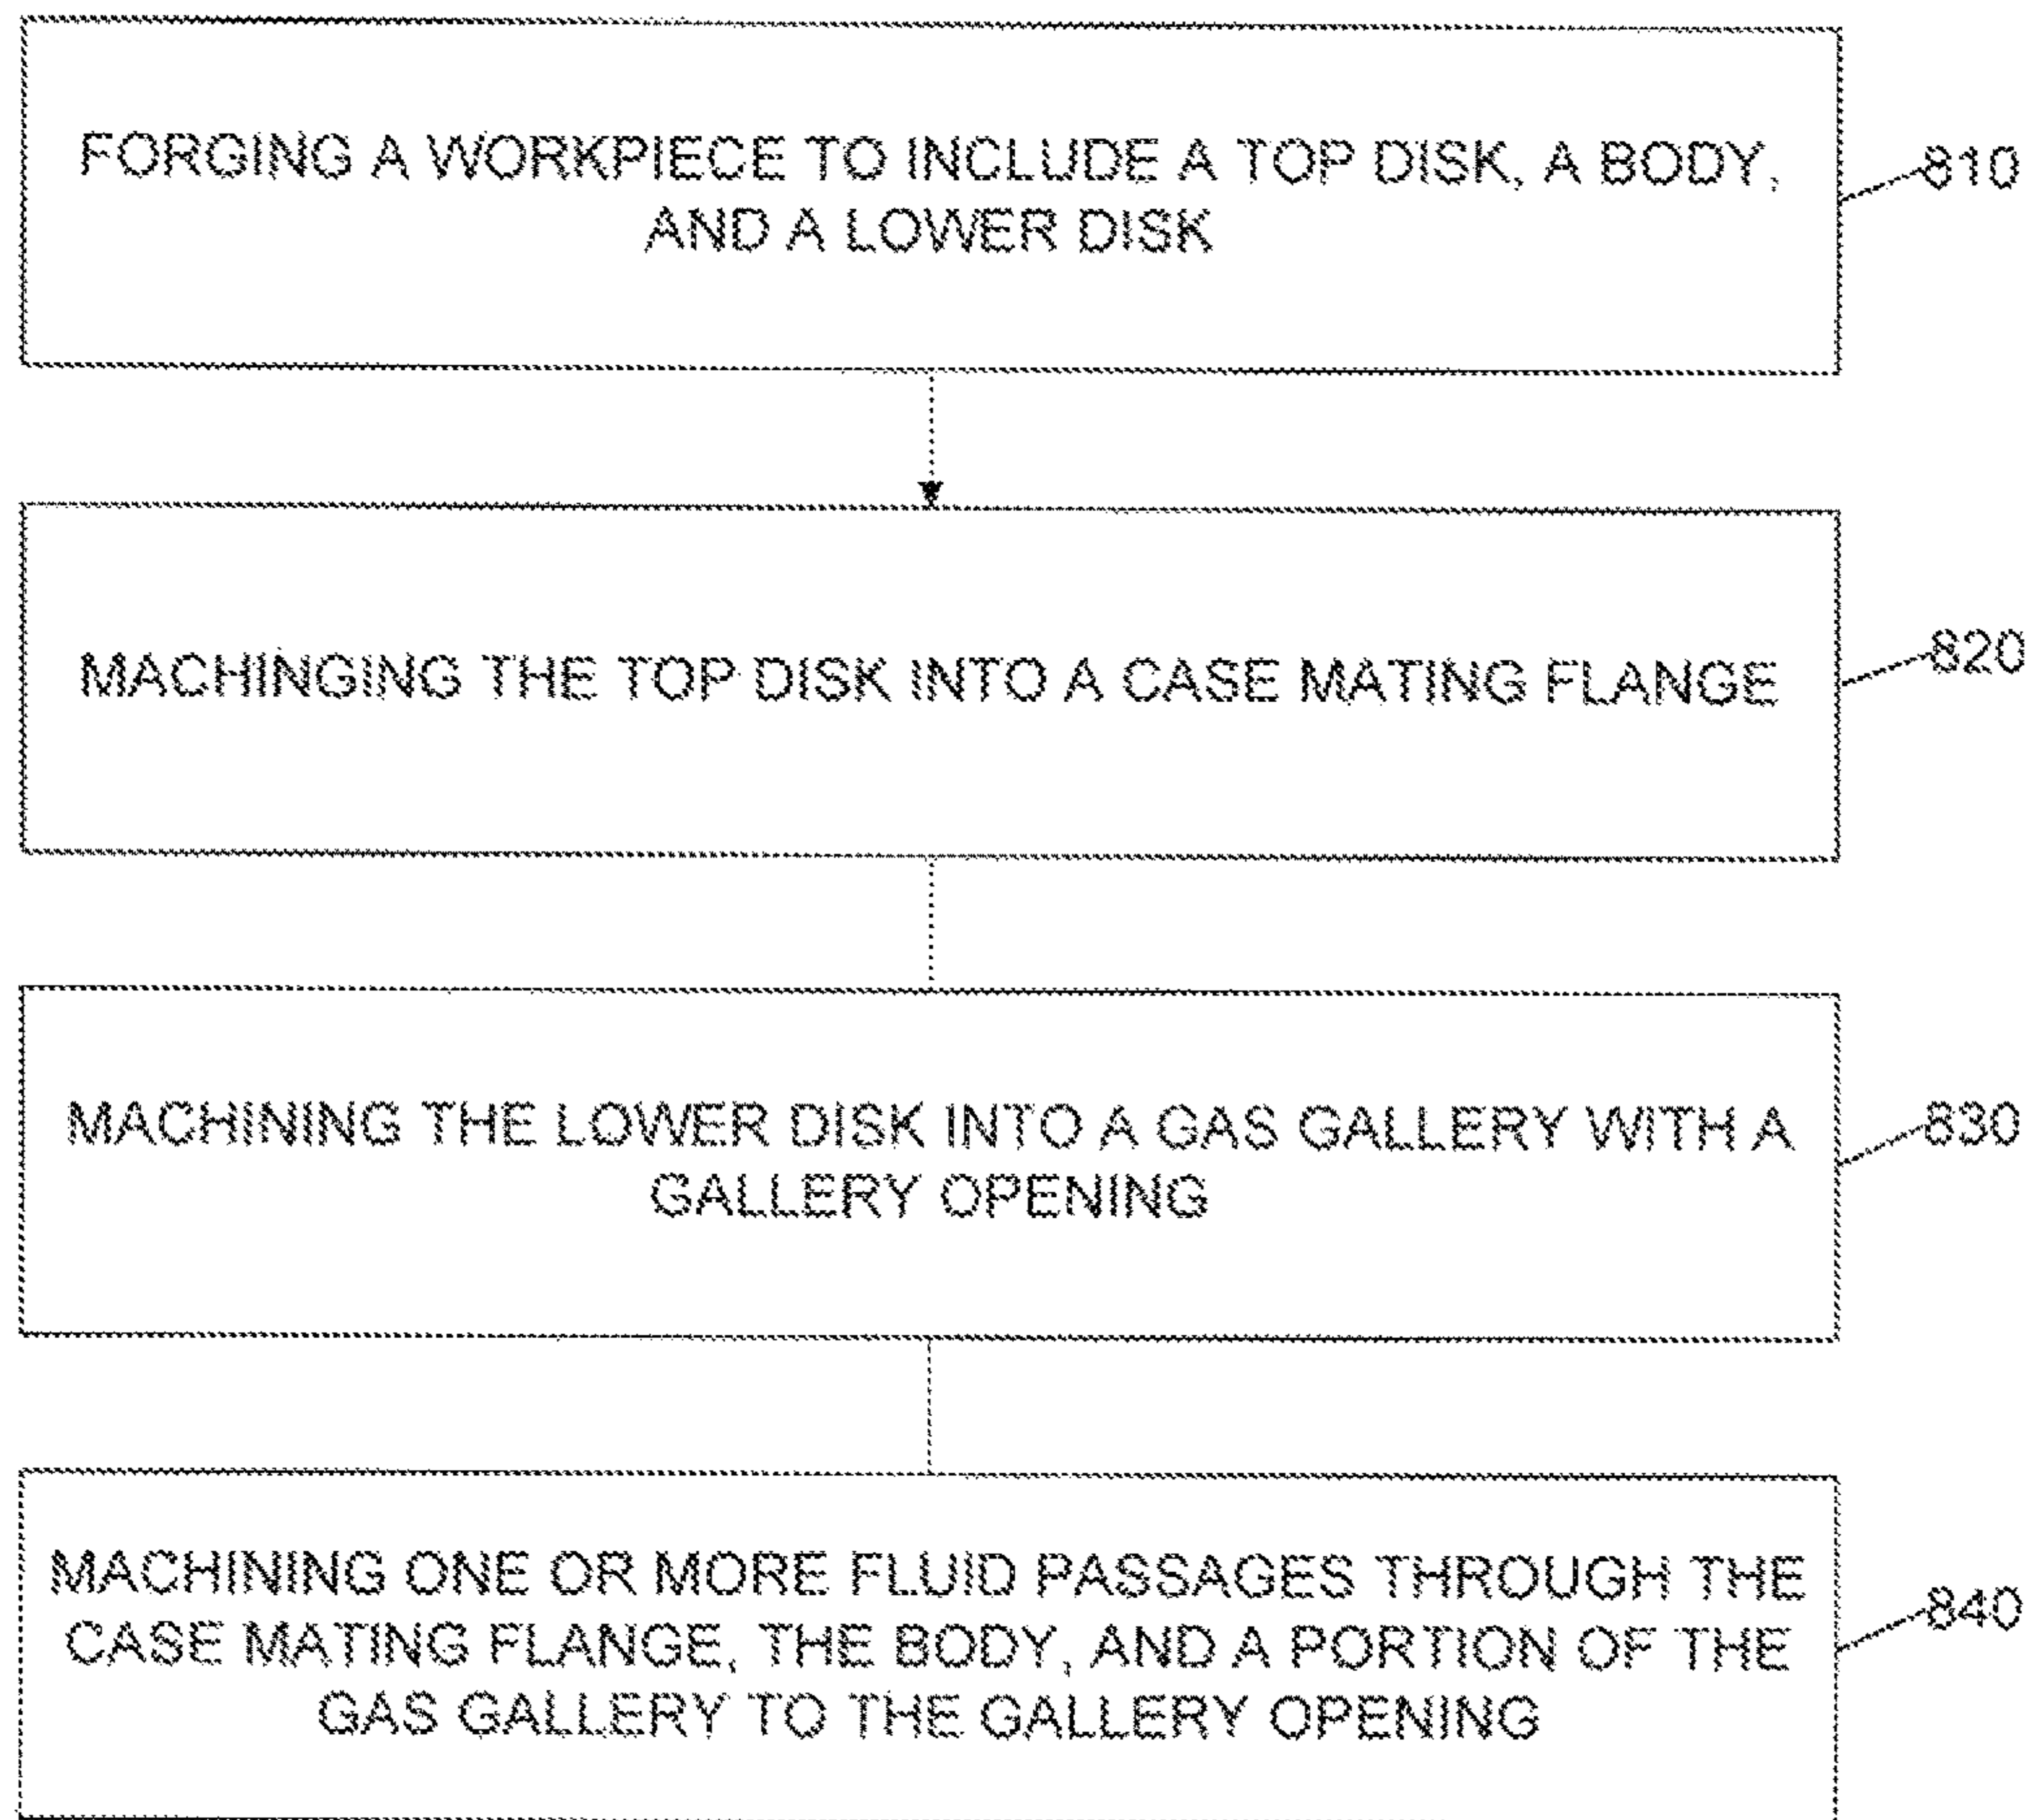 FORGING A WORKPIECE TO INCLUDE A TOP DISK, A BODY,
AND A LOWER DISK
810
MACHINGING THE TOP DISK INTO A CASE MATING FLANGE
820
MACHINING THE LOWER DISK INTO A GAS GALLERY WITH A
GALLERY OPENING
830
MACHINING ONE OR MORE FLUID PASSAGES THROUGH THE
CASE MATING FLANGE, THE BODY, AND A PORTION OF THE
GAS GALLERY TO THE GALLERY OPENING
840